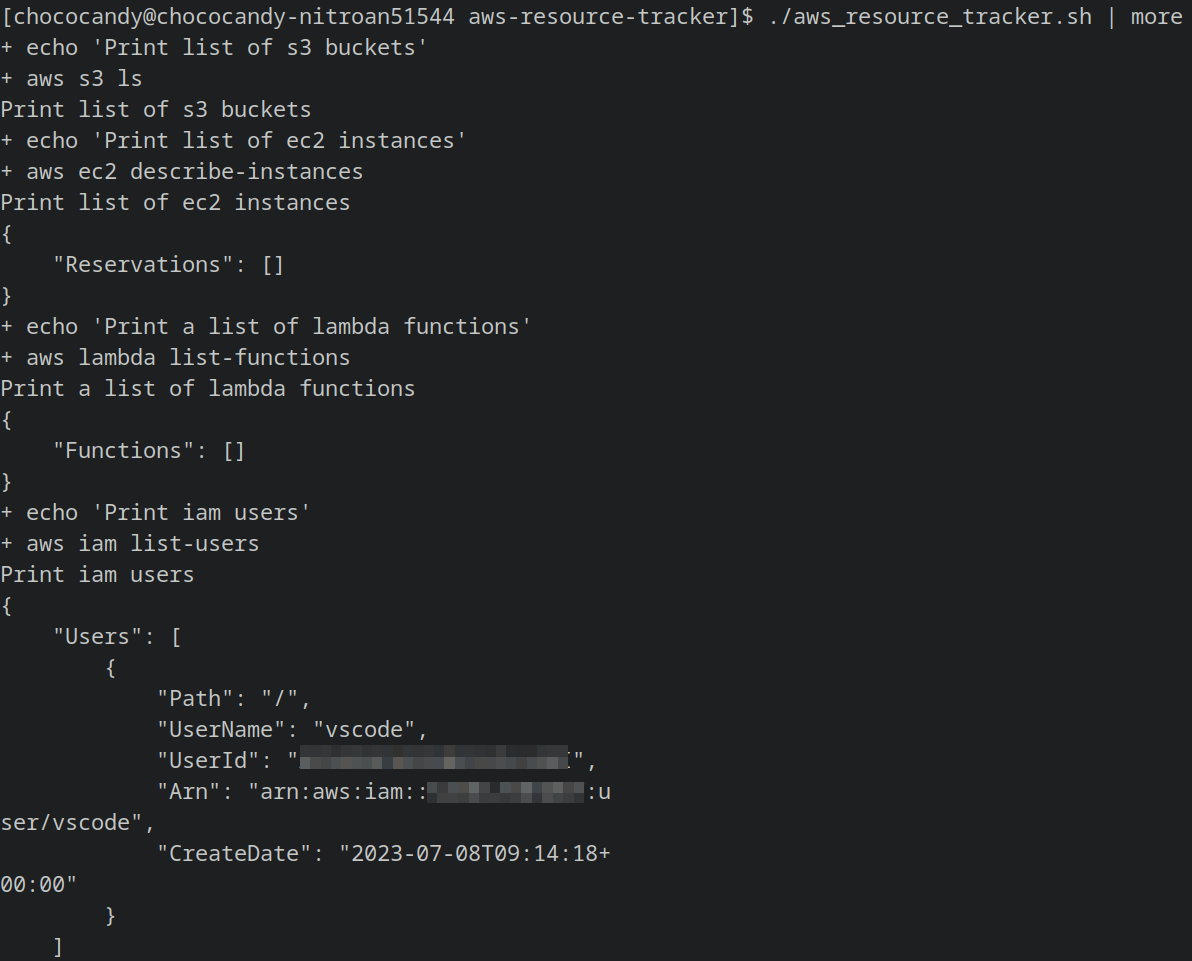 [chococandy@chococandy-nitroan51544 aws-resource-tracker]$ ./aws_resource_tracker.sh | more
+ echo 'Print list of s3 buckets'
+ aws s3 ls
Print list of s3 buckets
+ echo 'Print list of ec2 instances'
+ aws ec2 describe-instances
Print list of ec2 instances
{
    "Reservations": []
}
+ echo 'Print a list of lambda functions'
+ aws lambda list-functions
Print a list of lambda functions
{
    "Functions": []
}
+ echo 'Print iam users'
+ aws iam list-users
Print iam users
{
    "Users": [
        {
            "Path": "/",
            "UserName": "vscode",
            "UserId": "",
            "Arn": "arn:aws:iam:::u
ser/vscode",
            "CreateDate": "2023-07-08T09:14:18+
00:00"
        }
    ]